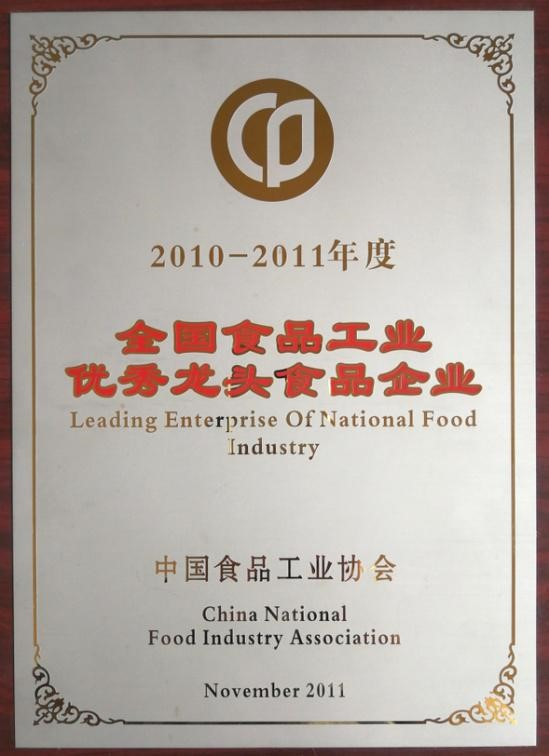 2010-2011年度
全国食品工业
优秀龙头食品企业
Leading Enterprise Of National Food
Industry
中国食品工业协会
China National
Food Industry Association
November 2011